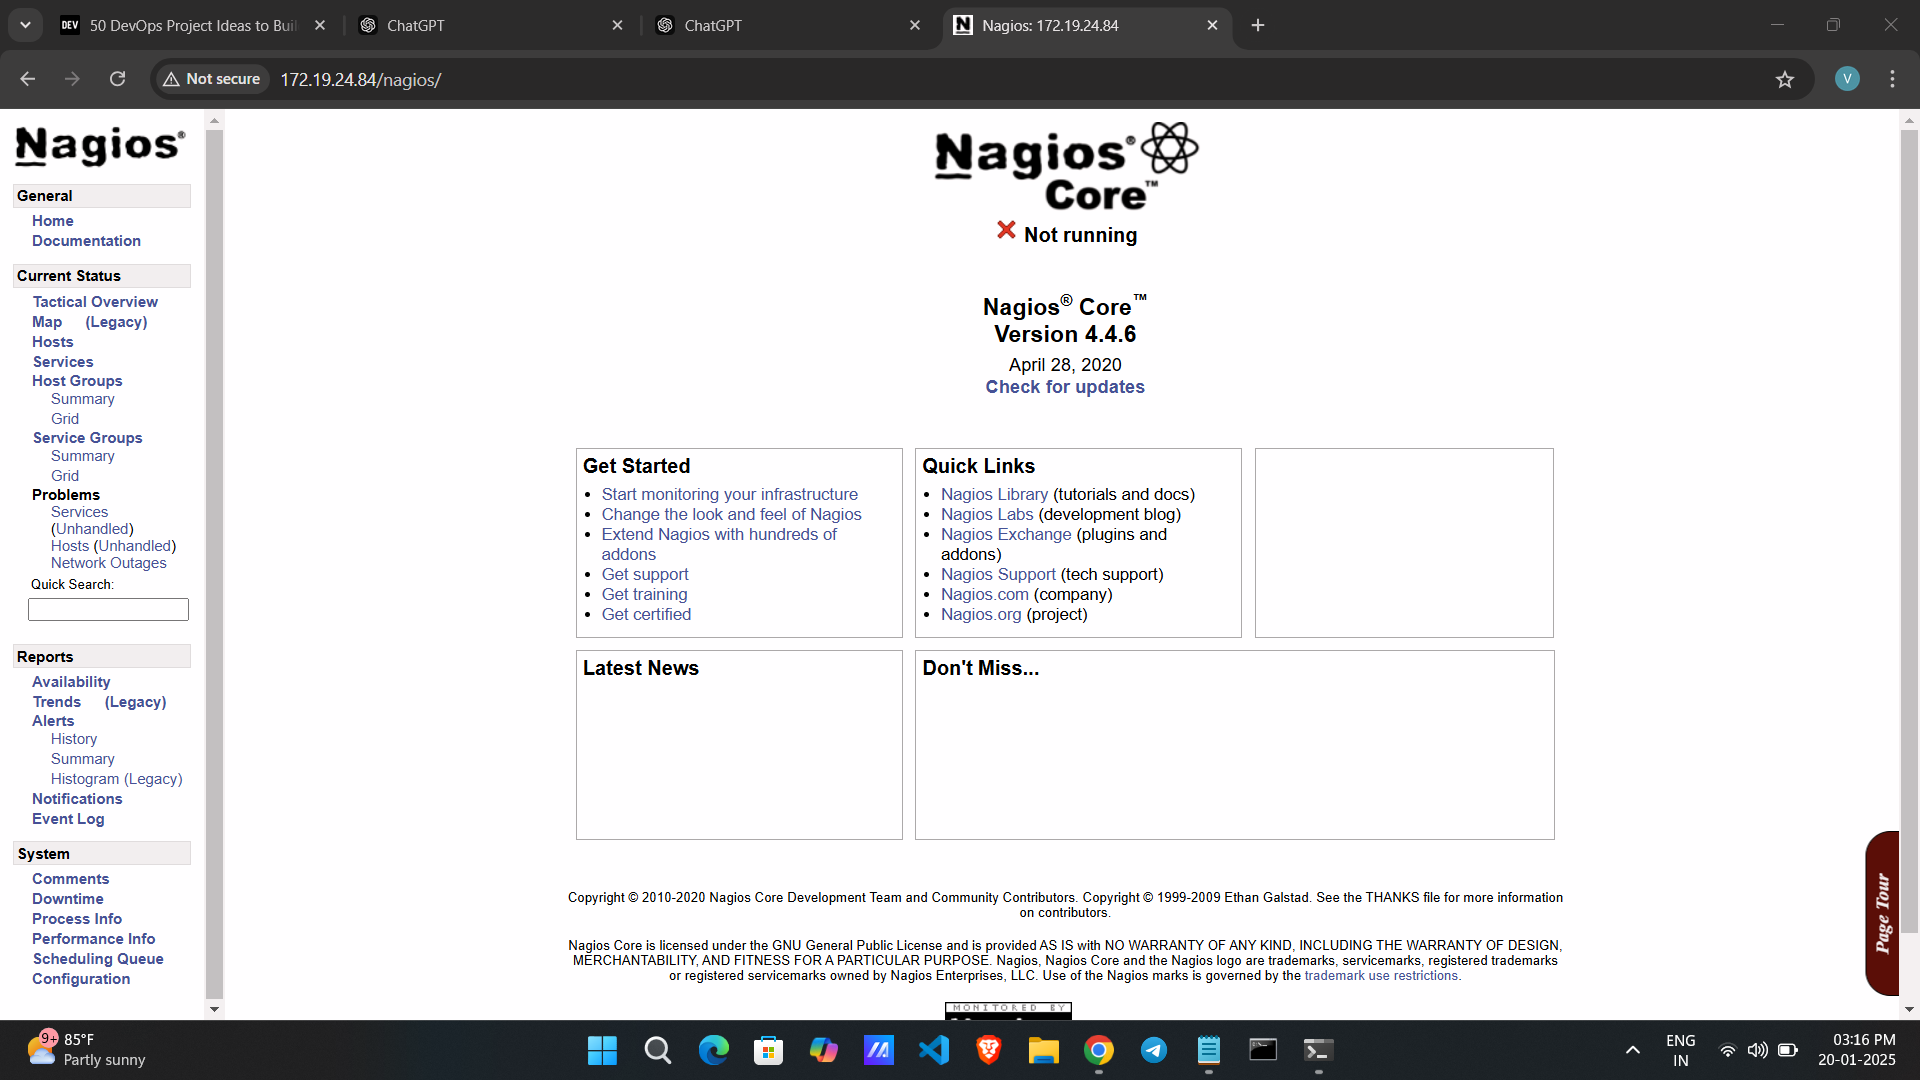 DEV 50 DevOps Project Ideas to Buil
ChatGPT
ChatGPT
N Nagios: 172.19.24.84
Not secure
172.19.24.84/nagios/
V
Nagios®
General
Home
Documentation
Current Status
Tactical Overview
Map (Legacy)
Hosts
Services
Host Groups
Summary
Grid
Service Groups
Summary
Grid
Problems
Services
(Unhandled)
Hosts (Unhandled)
Network Outages
Quick Search:
Reports
Availability
Trends (Legacy)
Alerts
History
Summary
Histogram (Legacy)
Notifications
Event Log
System
Comments
Downtime
Process Info
Performance Info
Scheduling Queue
Configuration
Nagios®
Core™
Not running
Nagios® Core™
Version 4.4.6
April 28, 2020
Check for updates
Get Started
• Start monitoring your infrastructure
• Change the look and feel of Nagios
• Extend Nagios with hundreds of
addons
• Get support
• Get training
• Get certified
Quick Links
• Nagios Library (tutorials and docs)
• Nagios Labs (development blog)
• Nagios Exchange (plugins and
addons)
• Nagios Support (tech support)
• Nagios.com (company)
• Nagios.org (project)
Latest News
Don't Miss...
Copyright © 2010-2020 Nagios Core Development Team and Community Contributors. Copyright © 1999-2009 Ethan Galstad. See the THANKS file for more information
on contributors.
Nagios Core is licensed under the GNU General Public License and is provided AS IS with NO WARRANTY OF ANY KIND, INCLUDING THE WARRANTY OF DESIGN,
MERCHANTABILITY, AND FITNESS FOR A PARTICULAR PURPOSE. Nagios, Nagios Core and the Nagios logo are trademarks, servicemarks, registered trademarks
or registered servicemarks owned by Nagios Enterprises, LLC. Use of the Nagios marks is governed by the trademark use restrictions.
MONITORED BY
Page Tour
9+
85°F
Partly sunny
ENG
IN
03:16 PM
20-01-2025